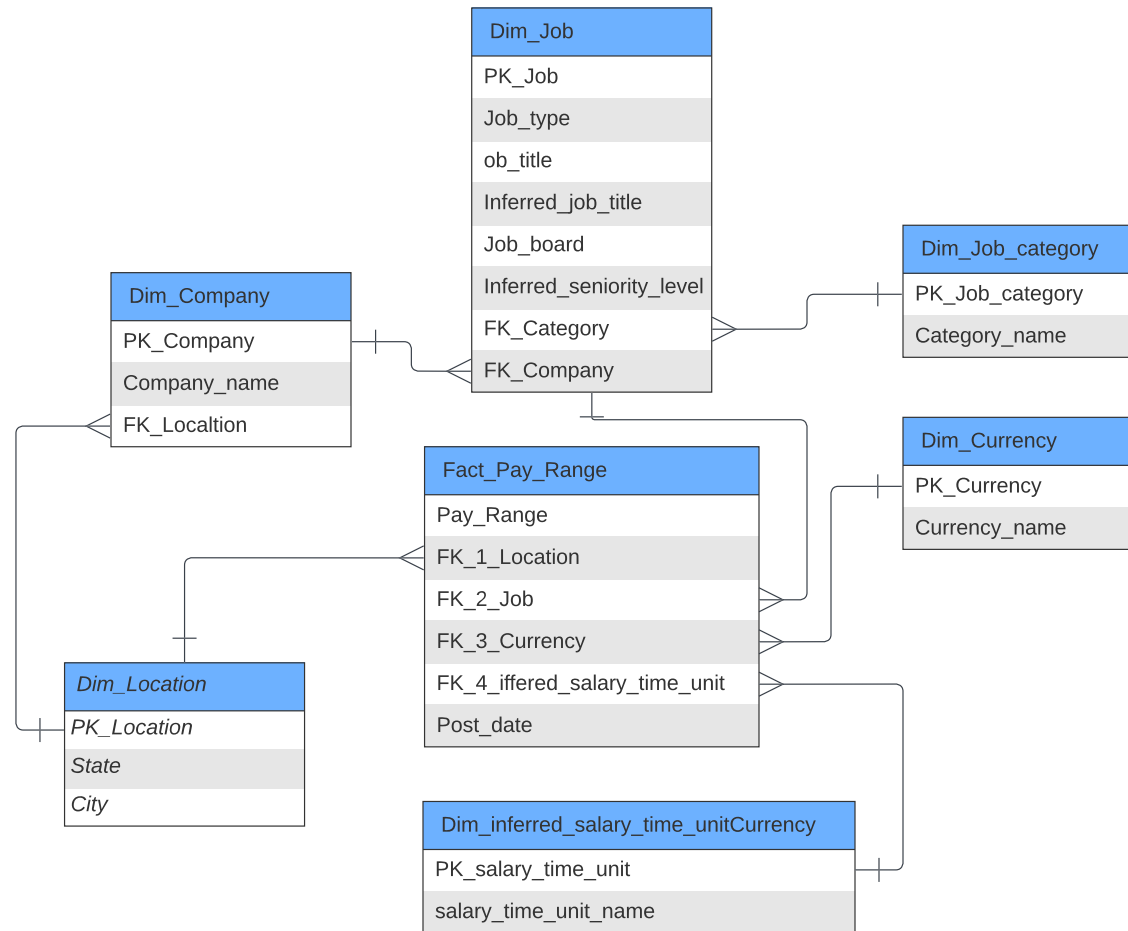 Dim_Job
PK_Job
Job_type
ob_title
Inferred_job_title
Job_board
Inferred_seniority_level
FK_Category
FK_Company
Dim_Job_category
PK_Job_category
Category_name
Dim_Company
PK_Company
Company_name
FK_Localtion
Dim_Currency
PK_Currency
Currency_name
Fact_Pay_Range
Pay_Range
FK_1_Location
FK_2_Job
FK_3_Currency
FK_4_iffered_salary_time_unit
Post_date
Dim_Location
PK_Location
State
City
Dim_inferred_salary_time_unitCurrency
PK_salary_time_unit
salary_time_unit_name